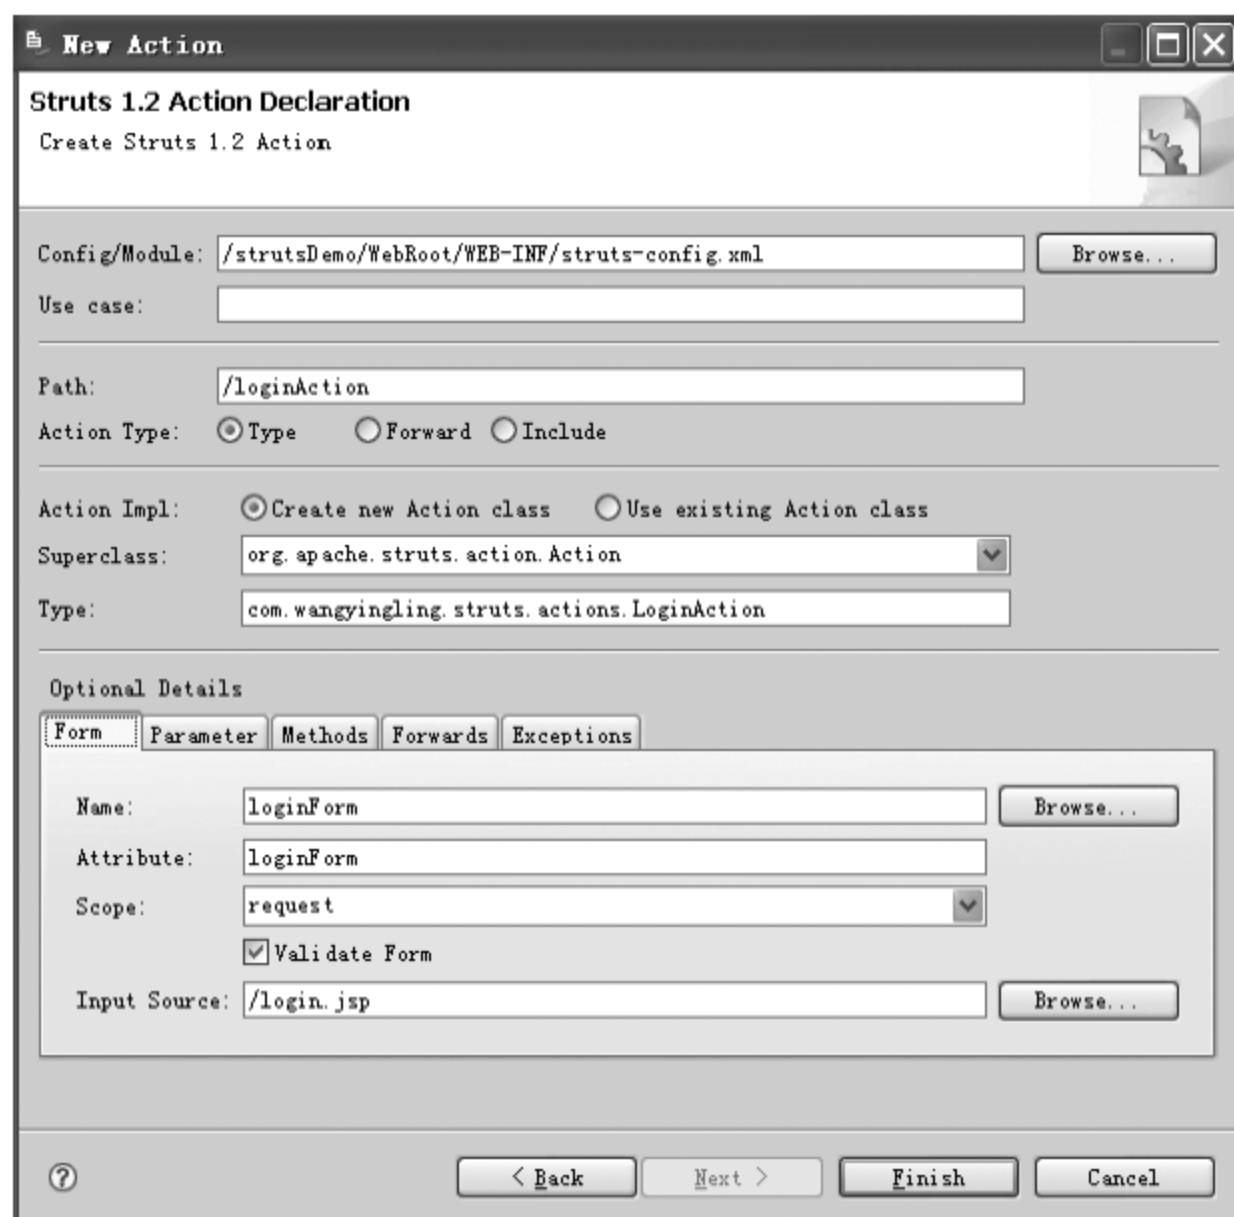 New Action
Struts 1.2 Action Declaration
Create Struts 1.2 Action
Config/Module: /strutsDemo/WebRoot/WEB-INF/struts-config.xml Browse...
Use case:
Path: /loginAction
Action Type: Type Forward Include
Action Impl: Create new Action class Use existing Action class
Superclass: org.apache.struts.action.Action
Type: com.wangyingling.struts.actions.LoginAction
Optional Details
Form Parameter Methods Forwards Exceptions
Name: loginForm Browse...
Attribute: loginForm
Scope: request
Validate Form
Input Source: /login.jsp Browse...
? < Back Next > Finish Cancel